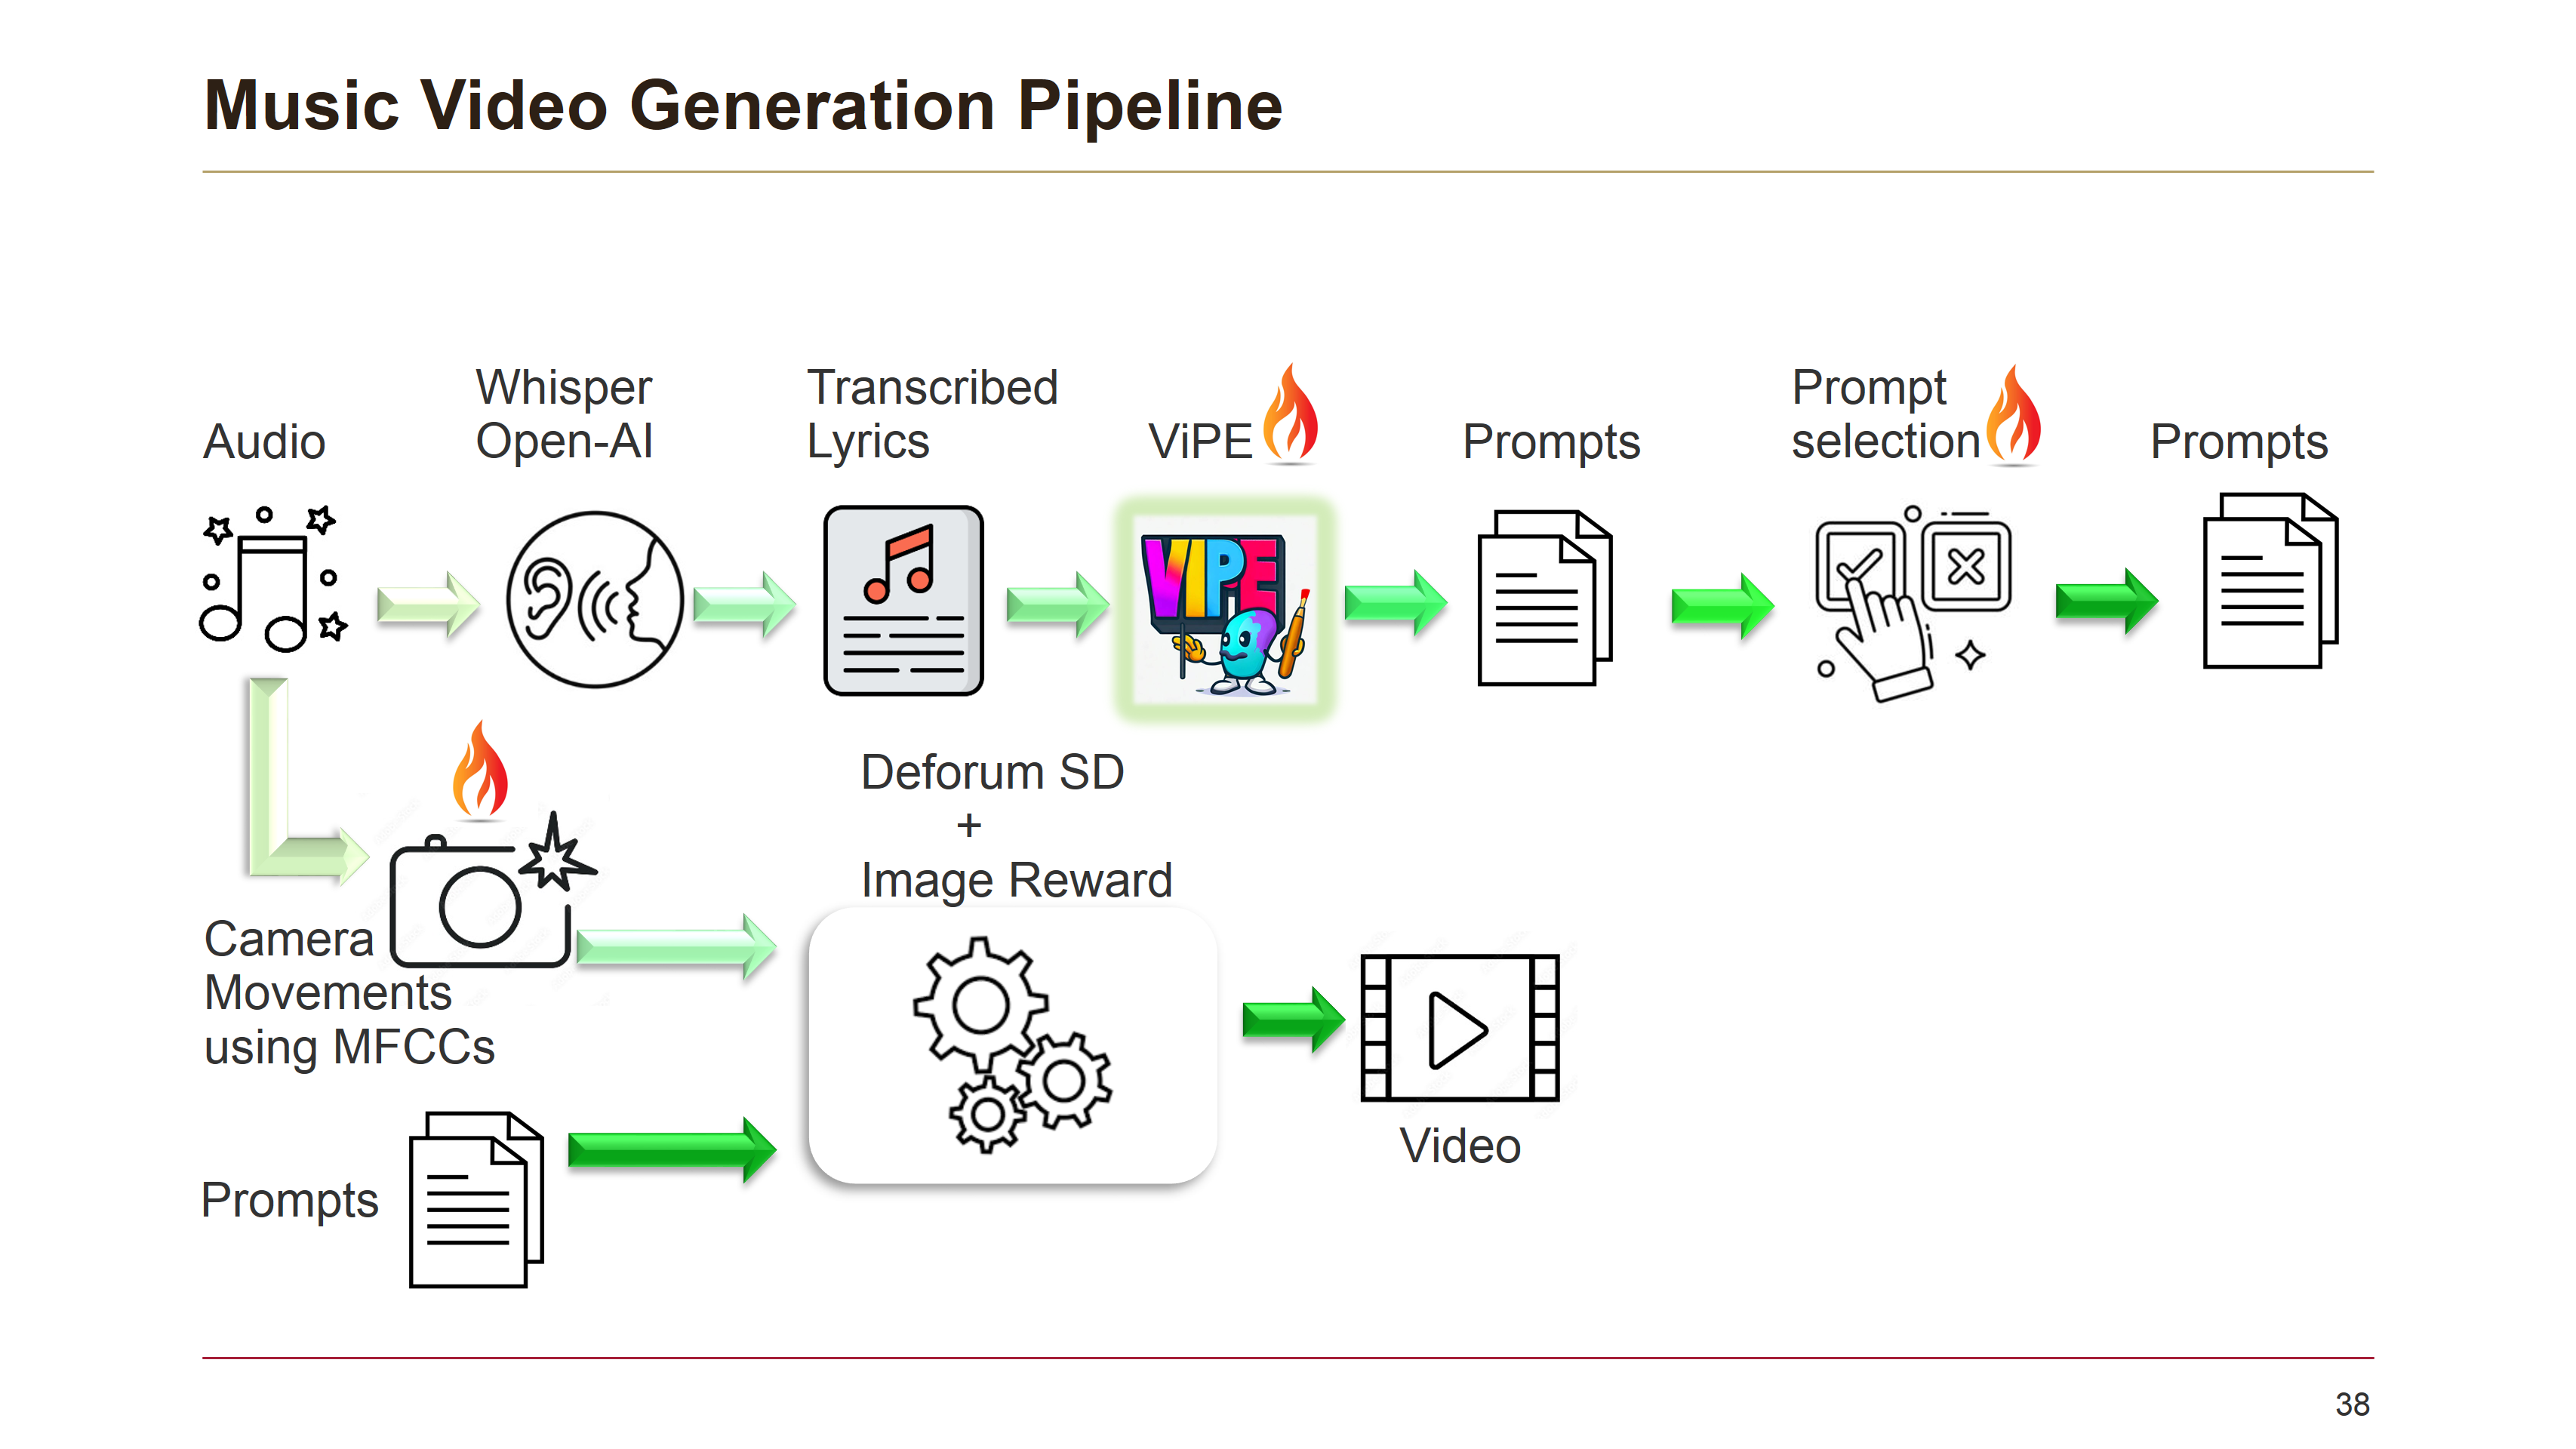 Music Video Generation Pipeline
Audio
Whisper
Open-AI
Transcribed
Lyrics
ViPE
Prompts
Prompt
selection
Prompts
VIPE
Deforum SD
+
Image Reward
Camera
Movements
using MFCCs
Video
Prompts
38